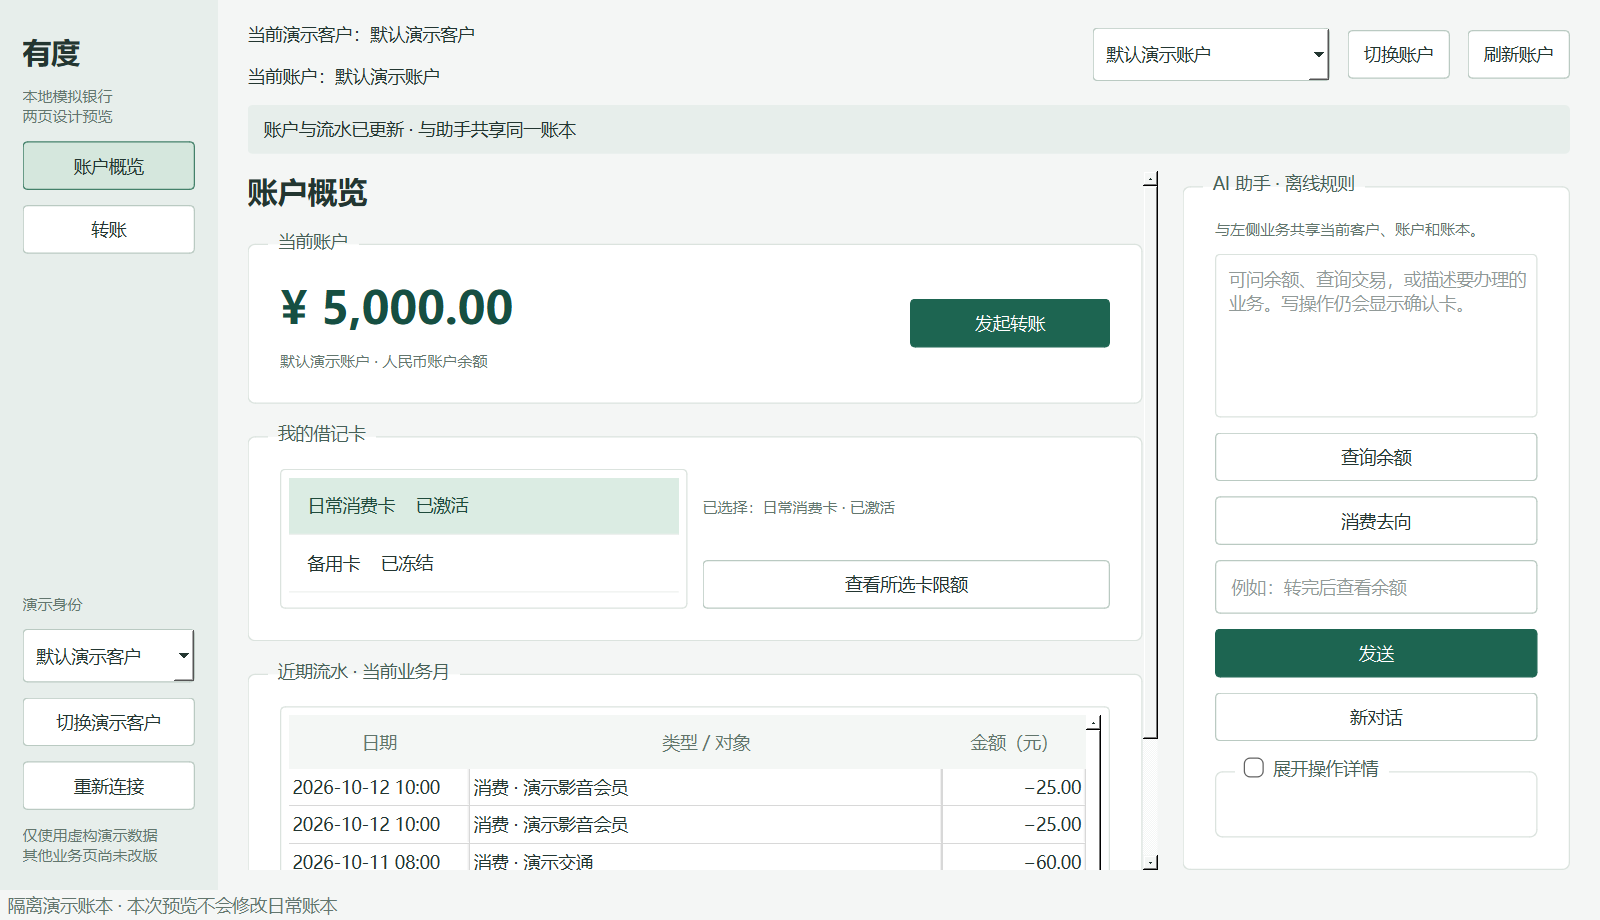 有度
本地模拟银行
两页设计预览
账户概览
转账
演示身份
默认演示客户
切换演示客户
重新连接
仅使用虚构演示数据
其他业务页尚未改版
当前演示客户：默认演示客户
当前账户：默认演示账户
默认演示账户
切换账户
刷新账户
账户与流水已更新 · 与助手共享同一账本
账户概览
当前账户
¥ 5,000.00
默认演示账户 · 人民币账户余额
发起转账
我的借记卡
日常消费卡 已激活
备用卡 已冻结
已选择：日常消费卡 · 已激活
查看所选卡限额
近期流水 · 当前业务月
日期 类型 / 对象 金额（元）
2026-10-12 10:00 消费 · 演示影音会员 −25.00
2026-10-12 10:00 消费 · 演示影音会员 −25.00
2026-10-11 08:00 消费 · 演示交通 −60.00
AI 助手 · 离线规则
与左侧业务共享当前客户、账户和账本。
可问余额、查询交易，或描述要办理的
业务。写操作仍会显示确认卡。
查询余额
消费去向
例如：转完后查看余额
发送
新对话
展开操作详情
隔离演示账本 · 本次预览不会修改日常账本